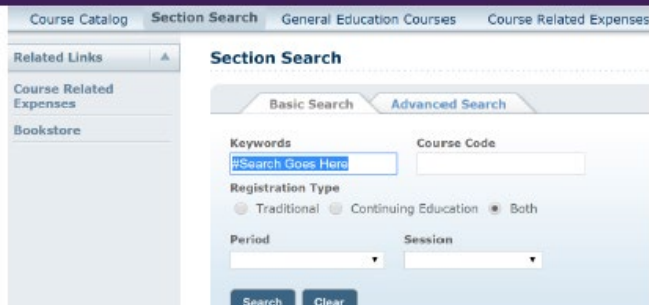 Course Catalog Section Search General Education Courses Course Related Expenses
Related Links
Course Related
Expenses
Bookstore
Section Search
Basic Search Advanced Search
Keywords Course Code
#Search Goes Here
Registration Type
Traditional Continuing Education Both
Period Session
Search Clear